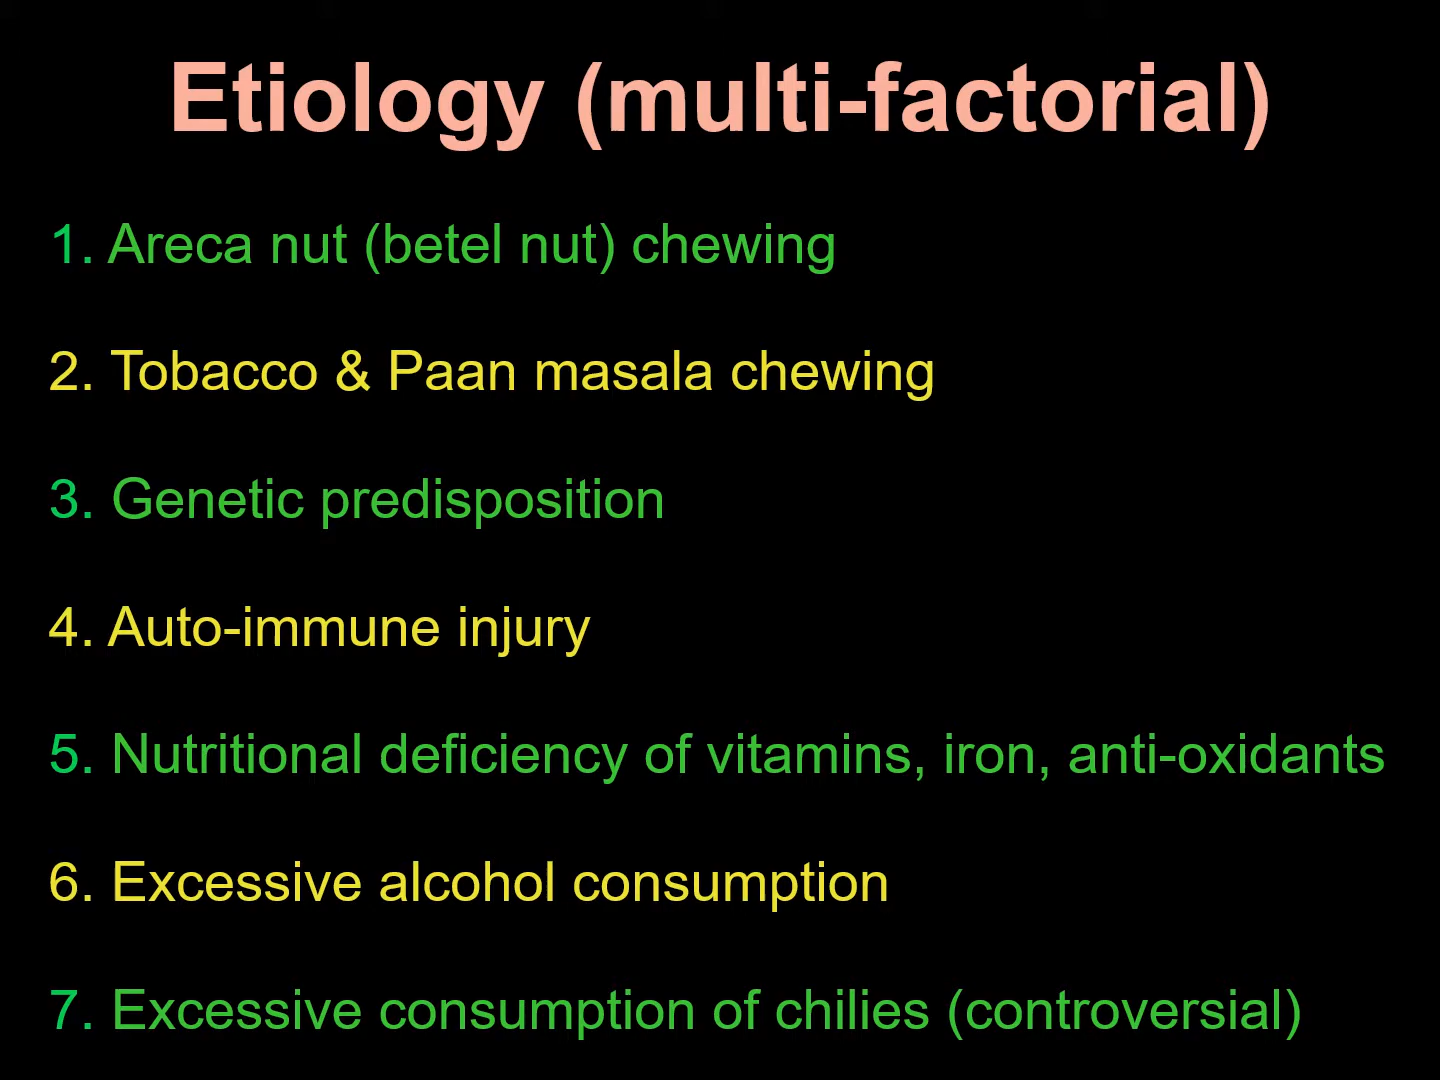 Etiology (multi-factorial)
1. Areca nut (betel nut) chewing
2. Tobacco & Paan masala chewing
3. Genetic predisposition
4. Auto-immune injury
5. Nutritional deficiency of vitamins, iron, anti-oxidants
6. Excessive alcohol consumption
7. Excessive consumption of chilies (controversial)